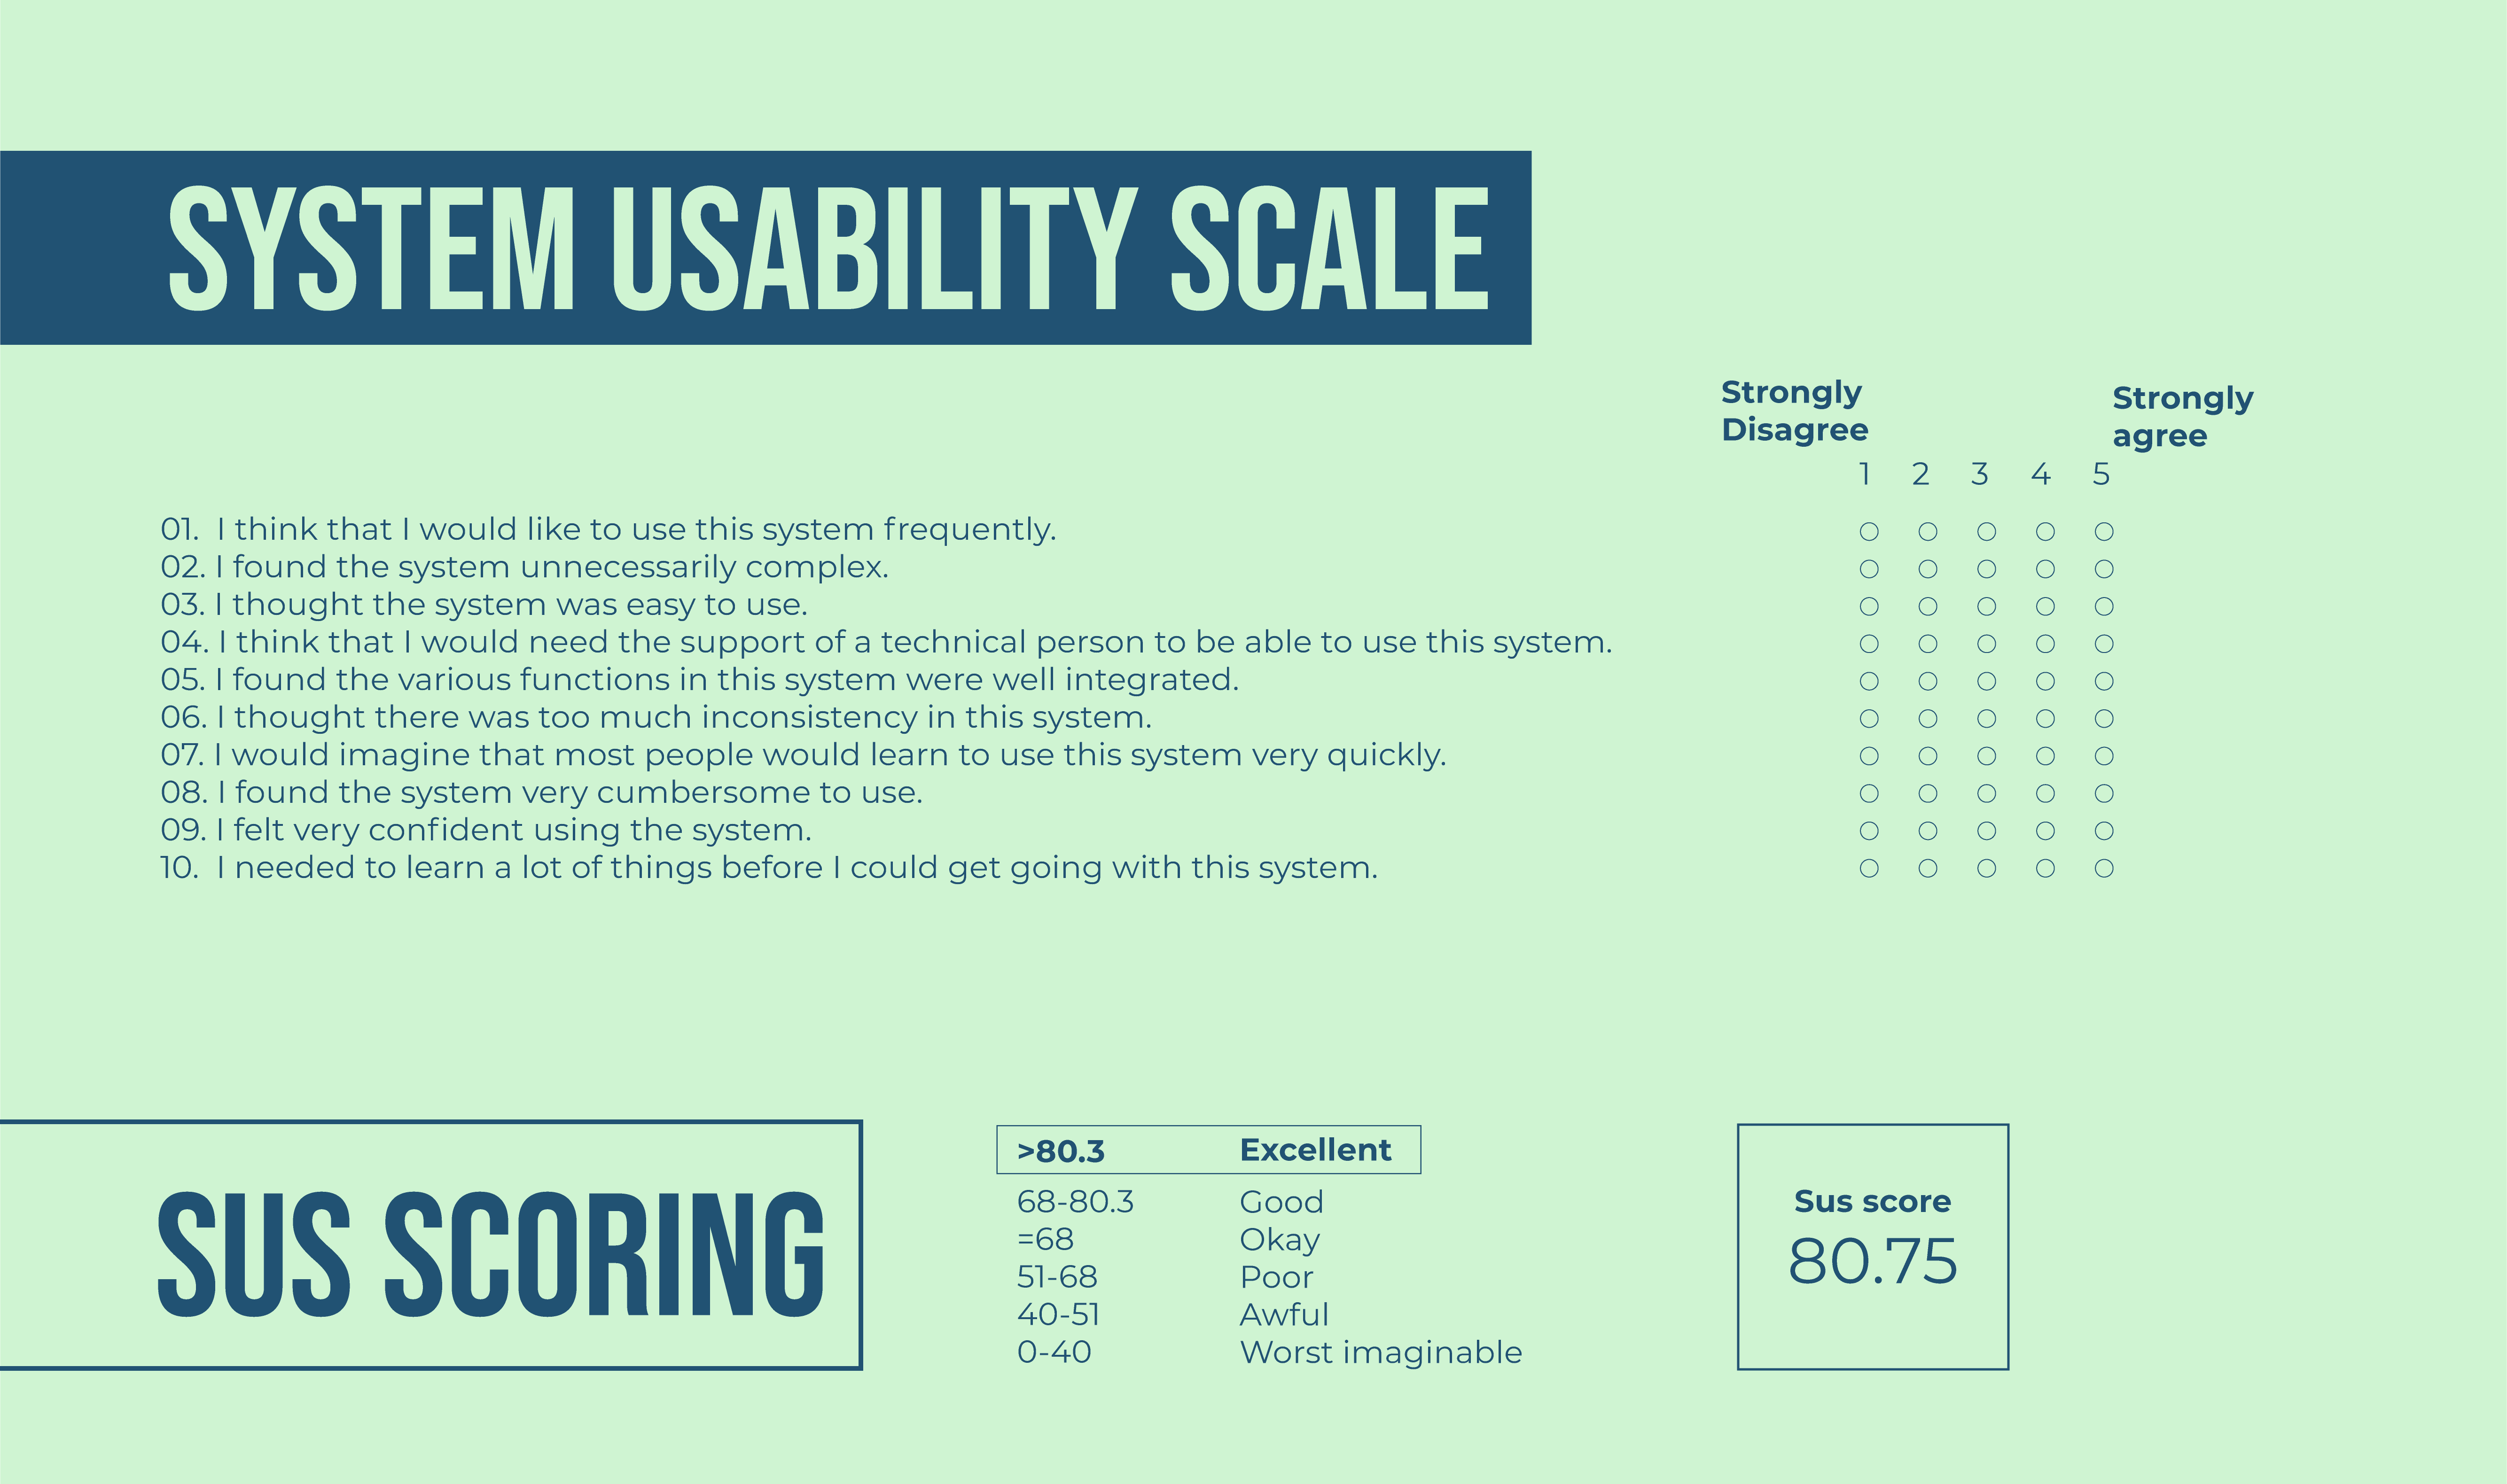 SYSTEM USABILITY SCALE
Strongly
Disagree
Strongly
agree
1 2 3 4 5
01. I think that I would like to use this system frequently.
02. I found the system unnecessarily complex.
03. I thought the system was easy to use.
04. I think that I would need the support of a technical person to be able to use this system.
05. I found the various functions in this system were well integrated.
06. I thought there was too much inconsistency in this system.
07. I would imagine that most people would learn to use this system very quickly.
08. I found the system very cumbersome to use.
09. I felt very confident using the system.
10. I needed to learn a lot of things before I could get going with this system.
SUS SCORING
>80.3 Excellent
68-80.3 Good
=68 Okay
51-68 Poor
40-51 Awful
0-40 Worst imaginable
Sus score
80.75